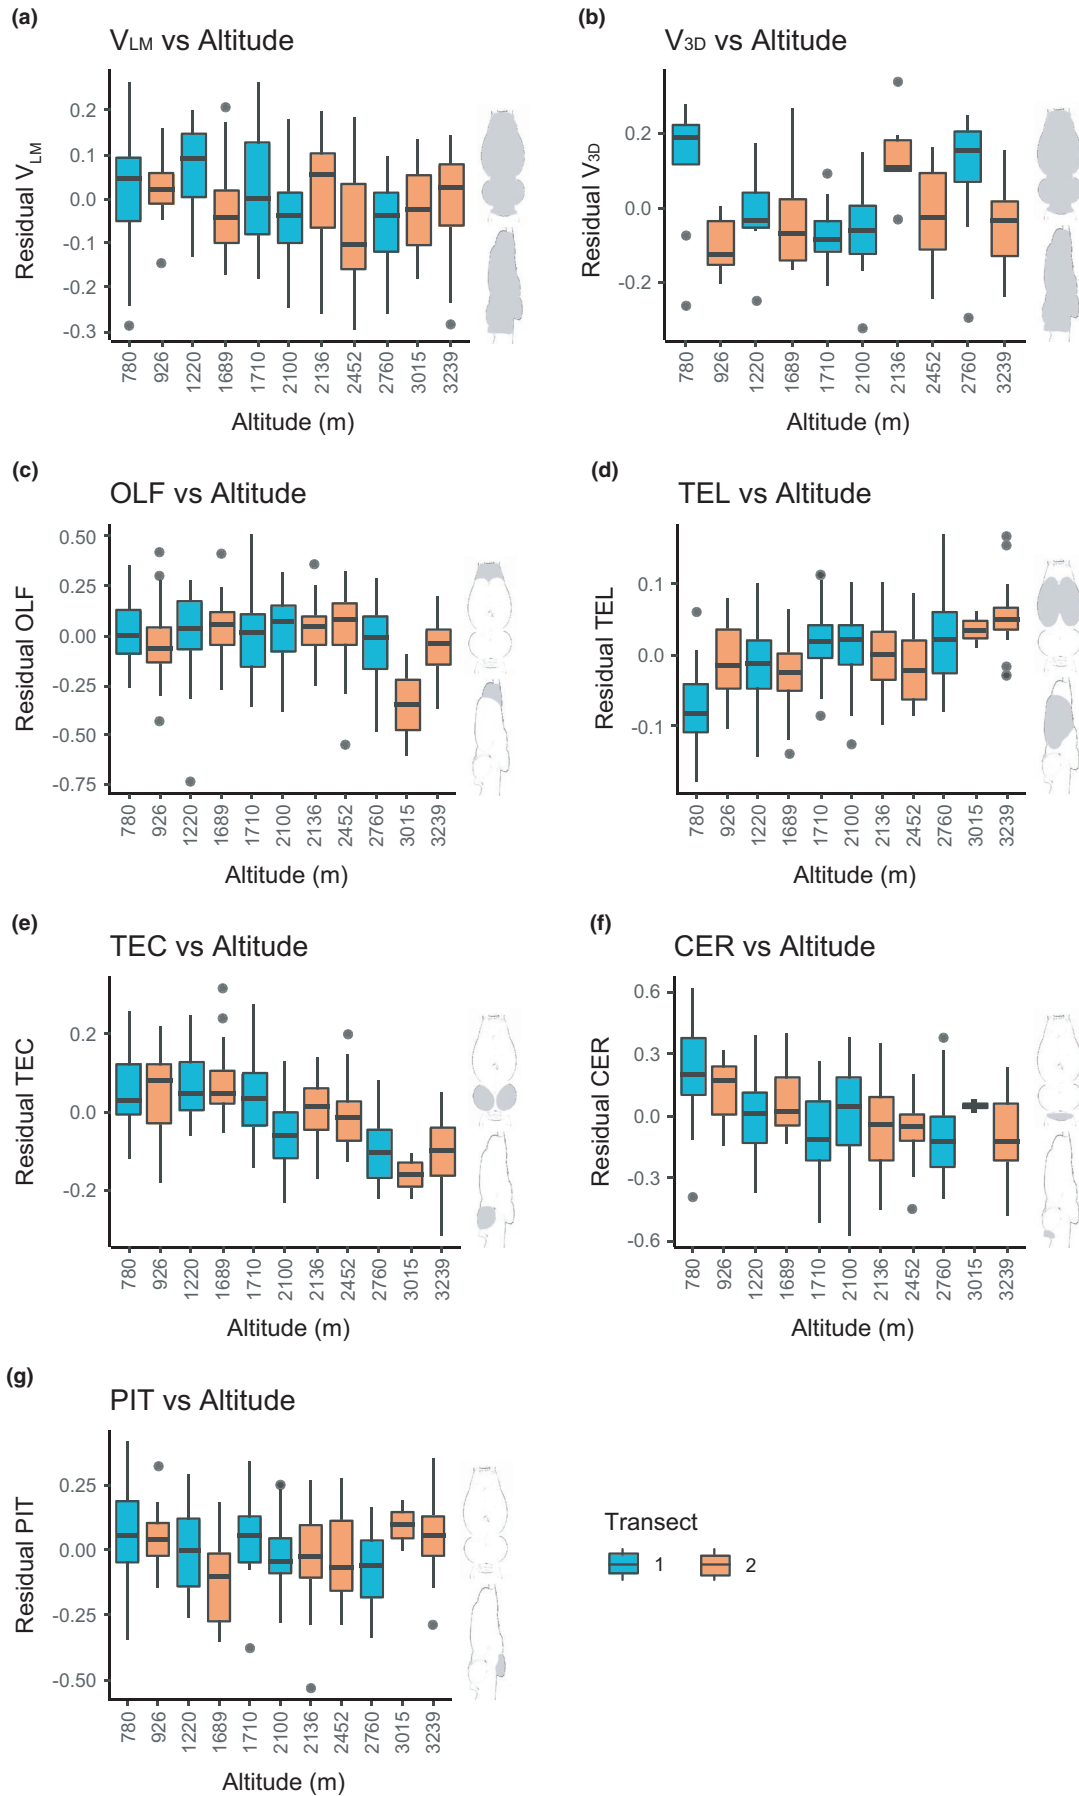 (a)
V_LM vs Altitude
Residual V_LM
0.2
0.1
0.0
-0.1
-0.2
-0.3
780 926 1220 1689 1710 2100 2136 2452 2760 3015 3239
Altitude (m)
(b)
V_3D vs Altitude
Residual V_3D
0.2
0.0
-0.2
780 926 1220 1689 1710 2100 2136 2452 2760 3239
Altitude (m)
(c)
OLF vs Altitude
Residual OLF
0.50
0.25
0.00
-0.25
-0.50
-0.75
780 926 1220 1689 1710 2100 2136 2452 2760 3015 3239
Altitude (m)
(d)
TEL vs Altitude
Residual TEL
0.1
0.0
-0.1
780 926 1220 1689 1710 2100 2136 2452 2760 3015 3239
Altitude (m)
(e)
TEC vs Altitude
Residual TEC
0.2
0.0
-0.2
780 926 1220 1689 1710 2100 2136 2452 2760 3015 3239
Altitude (m)
(f)
CER vs Altitude
Residual CER
0.6
0.3
0.0
-0.3
-0.6
780 926 1220 1689 1710 2100 2136 2452 2760 3015 3239
Altitude (m)
(g)
PIT vs Altitude
Residual PIT
0.25
0.00
-0.25
-0.50
780 926 1220 1689 1710 2100 2136 2452 2760 3015 3239
Altitude (m)
Transect
1 2